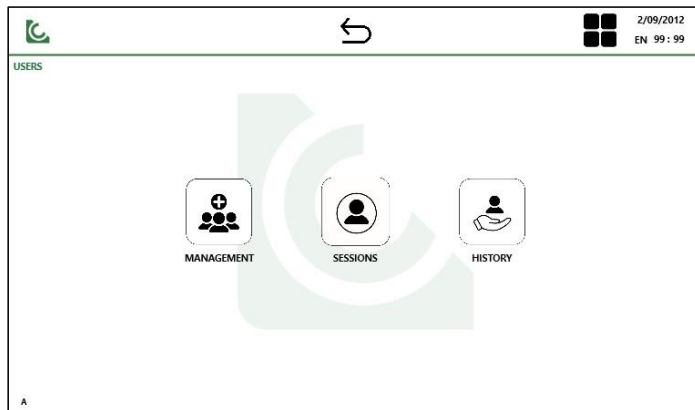 2/09/2012
EN 99:99
USERS
MANAGEMENT
SESSIONS
HISTORY
A